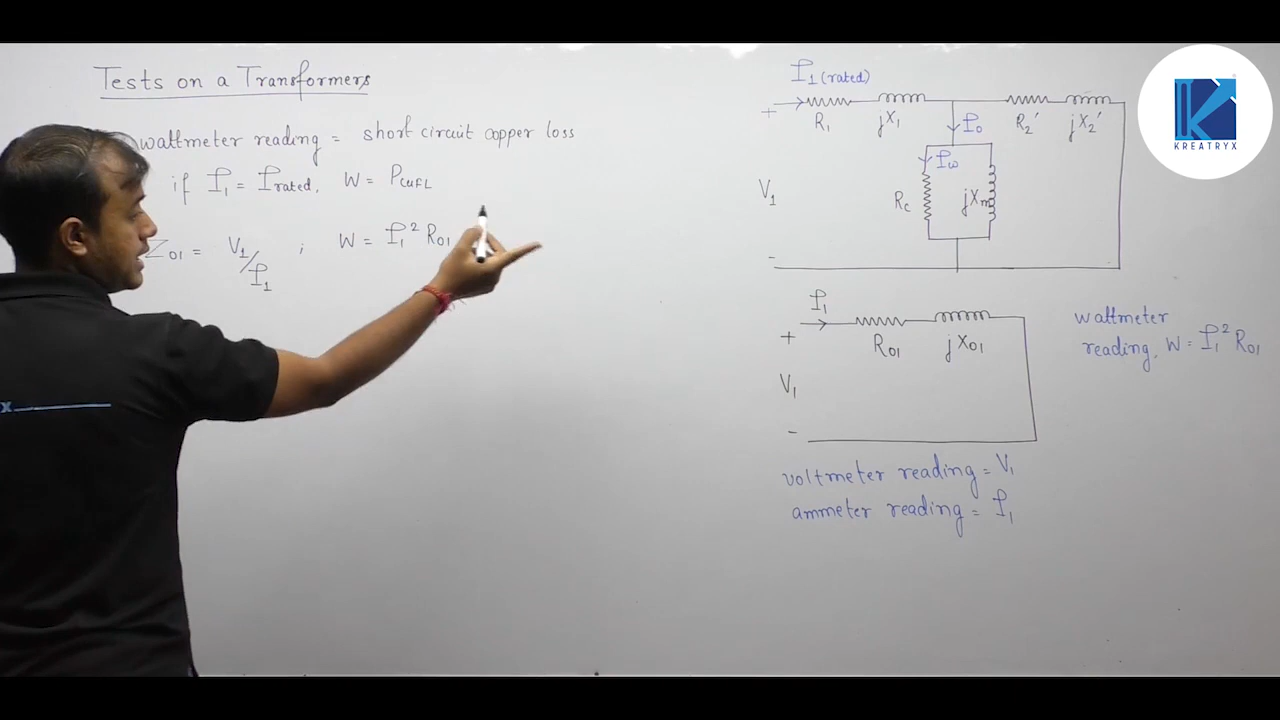 Tests on a Transformers
wattmeter reading = short circuit copper loss
if I₁ = Irated, W = PCUFL
Z₀₁ = V₁/I₁ ; W = I₁² R₀₁
I₁(rated)
+
R₁ jX₁ I₀ R₂' jX₂'
Iw
V₁ Rc jXm
-
I₁
+
R₀₁ jX₀₁
V₁
-
wattmeter
reading, W = I₁² R₀₁
voltmeter reading = V₁
ammeter reading = I₁
KREATRYX
X